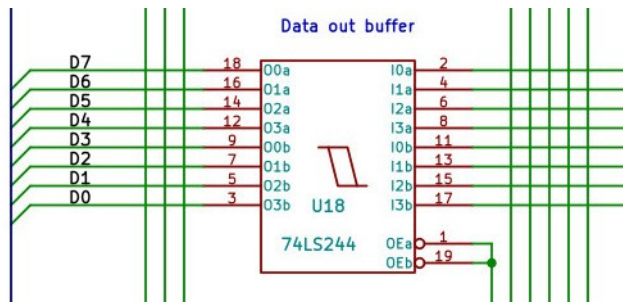 Data out buffer
D7 18 O0a I0a 2
D6 16 O1a I1a 4
D5 14 O2a I2a 6
D4 12 O3a I3a 8
D3 9 O0b I0b 11
D2 7 O1b I1b 13
D1 5 O2b I2b 15
D0 3 O3b I3b 17
U18
74LS244 OEa 1
OEb 19